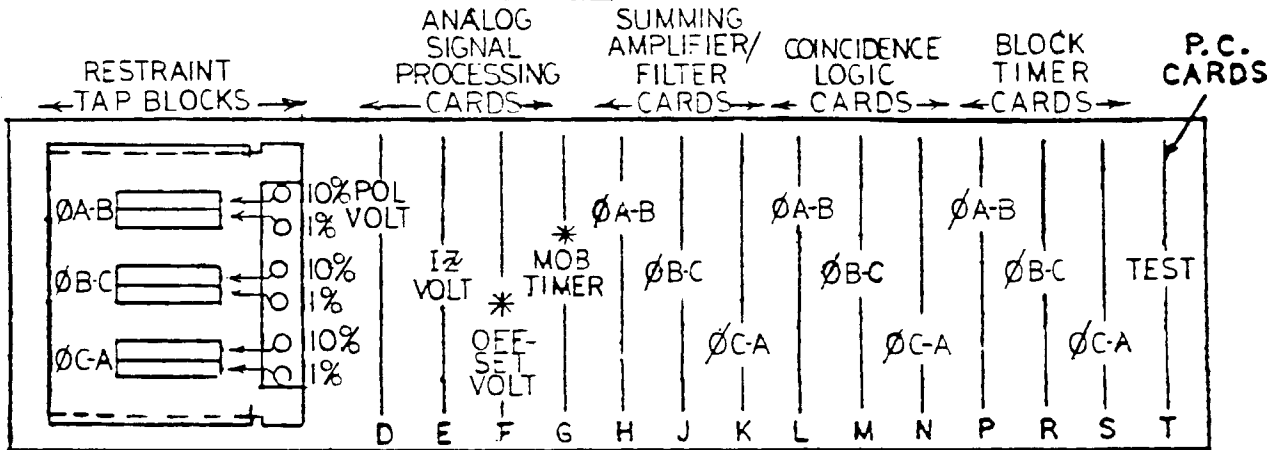 RESTRAINT
TAP BLOCKS
ANALOG
SIGNAL
PROCESSING
CARDS
SUMMING
AMPLIFIER/
FILTER
CARDS
COINCIDENCE
LOGIC
CARDS
BLOCK
TIMER
CARDS
P.C.
CARDS
ØA-B
10%
1%
ØB-C
10%
1%
ØC-A
10%
1%
POL
VOLT
IZ
VOLT
*
OFF-
SET
VOLT
*
MOB
TIMER
ØA-B
ØB-C
ØC-A
ØA-B
ØB-C
ØC-A
ØA-B
ØB-C
ØC-A
TEST
D E F G H J K L M N P R S T